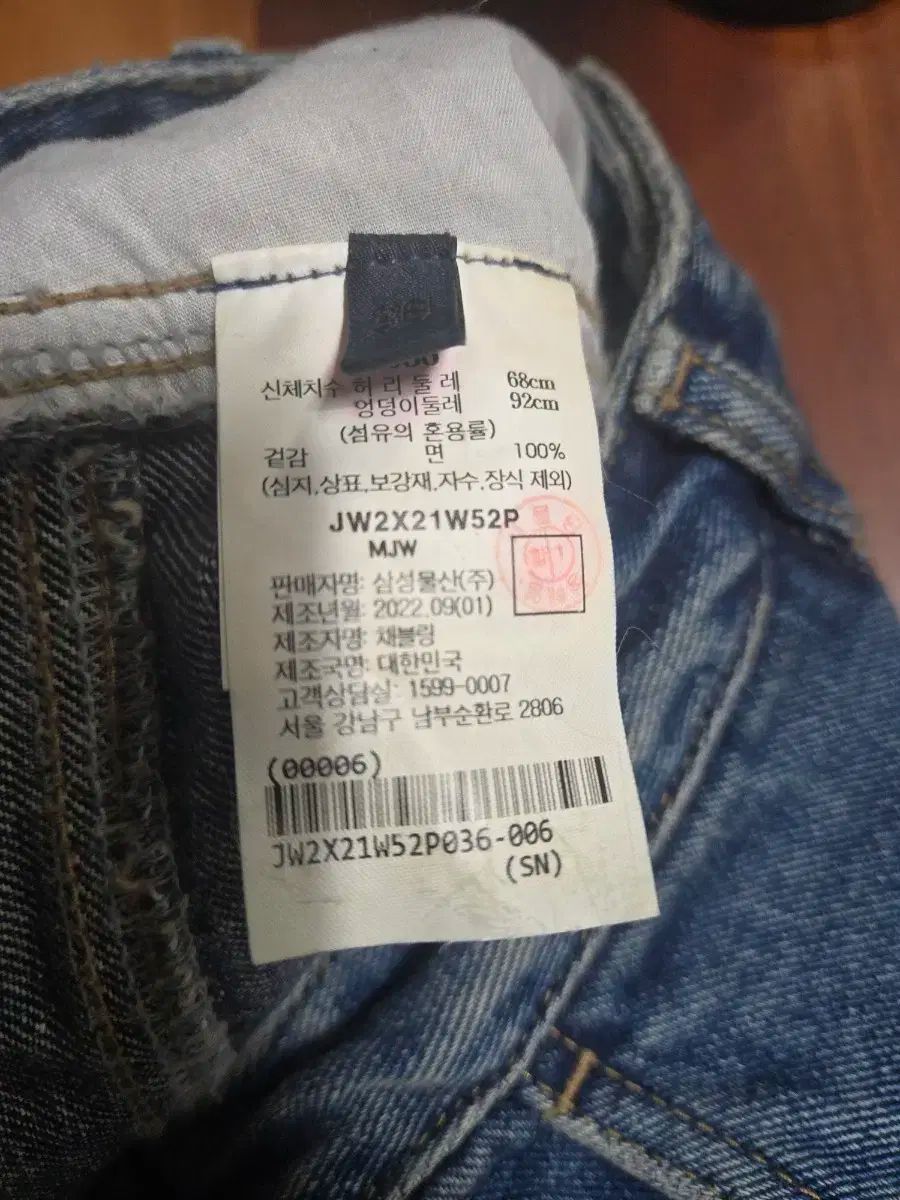 신체치수 허 리 둘 레 68cm
엉덩이둘레 92cm
(섬유의 혼용률)
겉감 면 100%
(심지,상표,보강재,자수,장식 제외)
JW2X21W52P
MJW
판매자명: 삼성물산(주)
제조년월: 2022.09(01)
제조자명: 채블링
제조국명: 대한민국
고객상담실: 1599-0007
서울 강남구 남부순환로 2806
(00006)
JW2X21W52P036-006
(SN)